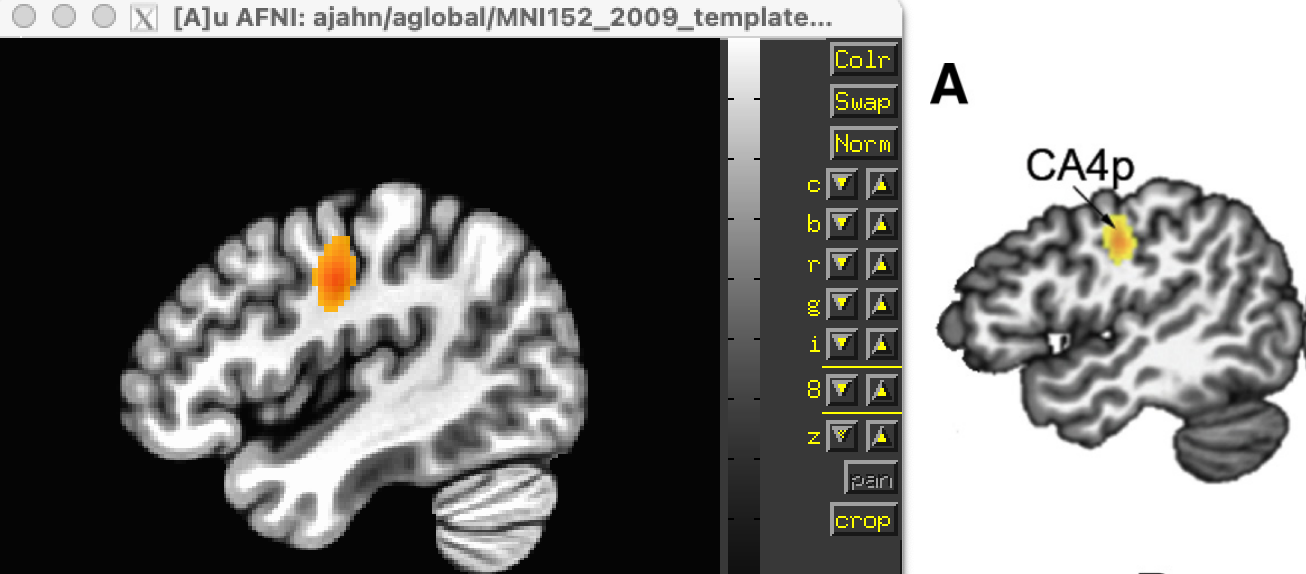 [A]u AFNI: ajahn/aglobal/MNI152_2009_template...
Colr
Swap
Norm
c
b
r
g
i
8
z
pan
crop
A
CA4p